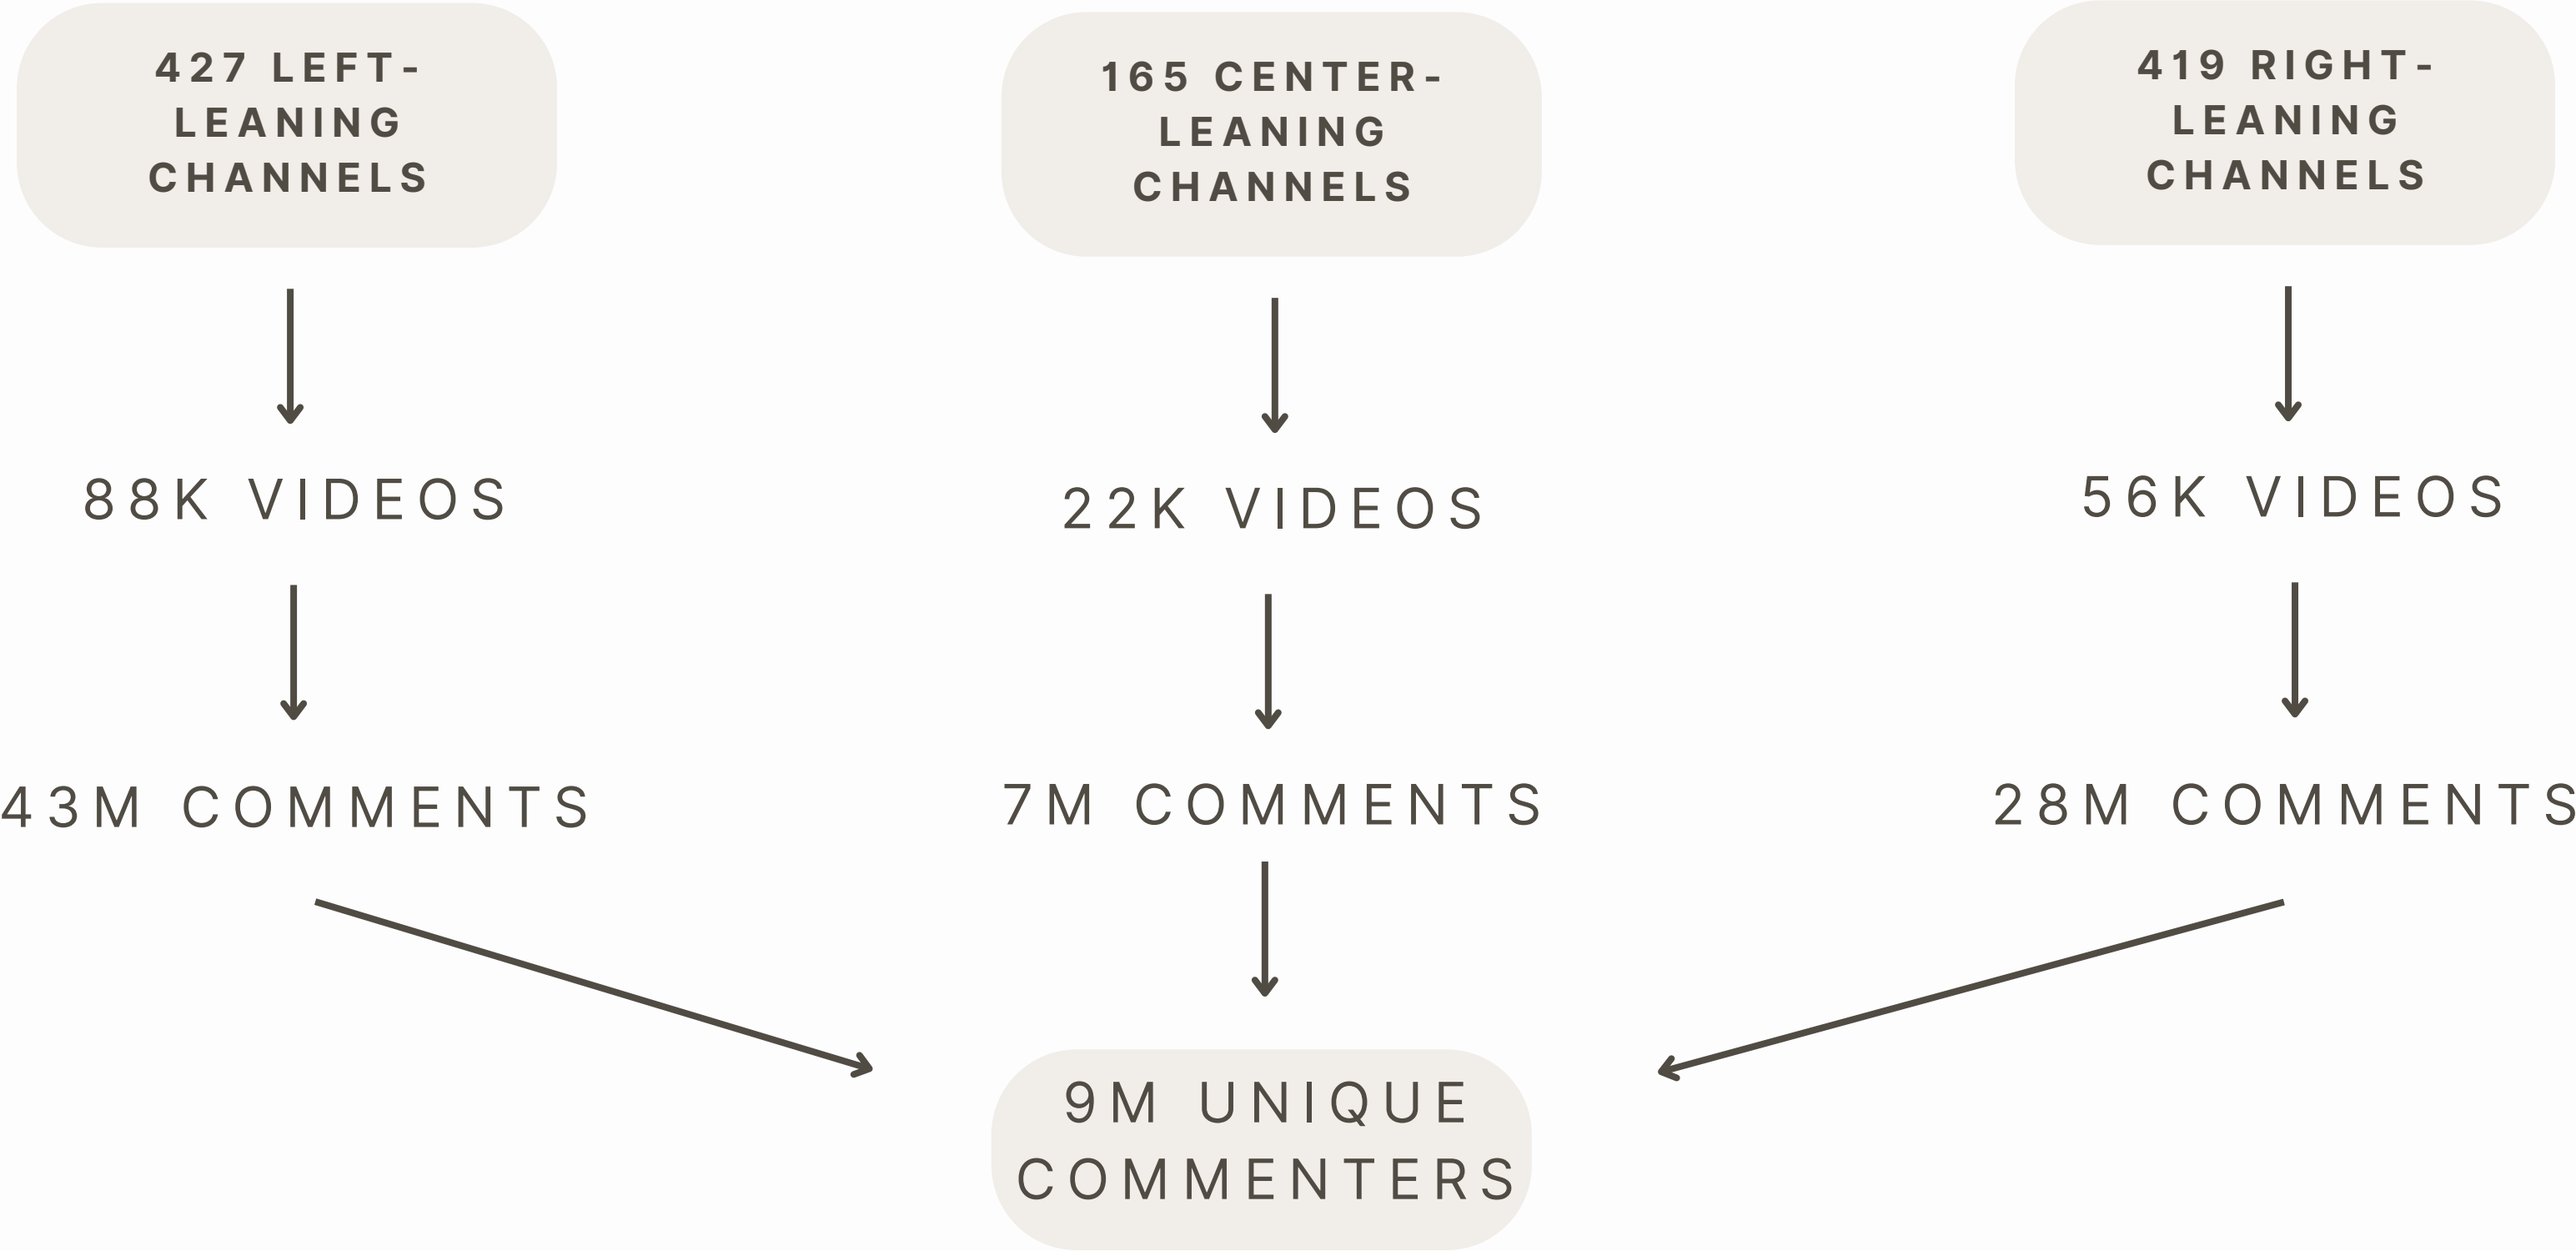 427 LEFT-
LEANING
CHANNELS
165 CENTER-
LEANING
CHANNELS
419 RIGHT-
LEANING
CHANNELS
88K VIDEOS
22K VIDEOS
56K VIDEOS
43M COMMENTS
7M COMMENTS
28M COMMENTS
9M UNIQUE
COMMENTERS